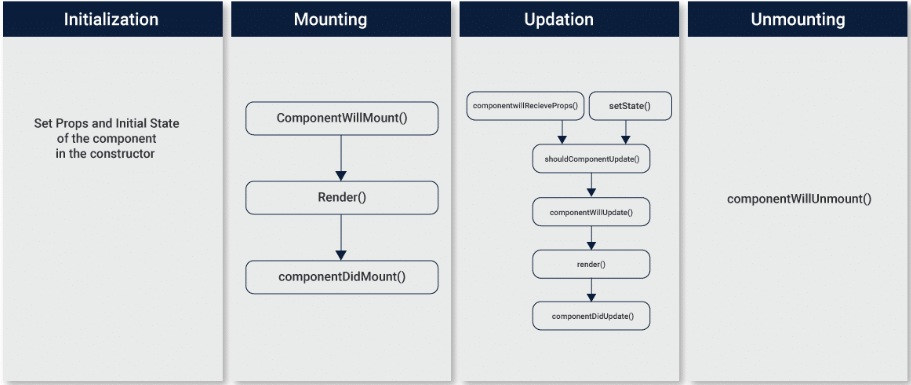 Initialization
Set Props and Initial State
of the component
in the constructor
Mounting
ComponentWillMount()
Render()
componentDidMount()
Updation
componentwillRecieveProps()
setState()
shouldComponentUpdate()
componentWillUpdate()
render()
componentDidUpdate()
Unmounting
componentWillUnmount()